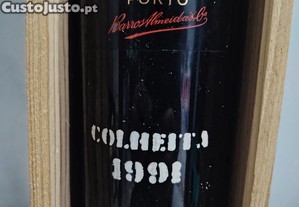 Custojusto.pt
PORTO
Barros Almeida & Ca
COLHEITA
1991